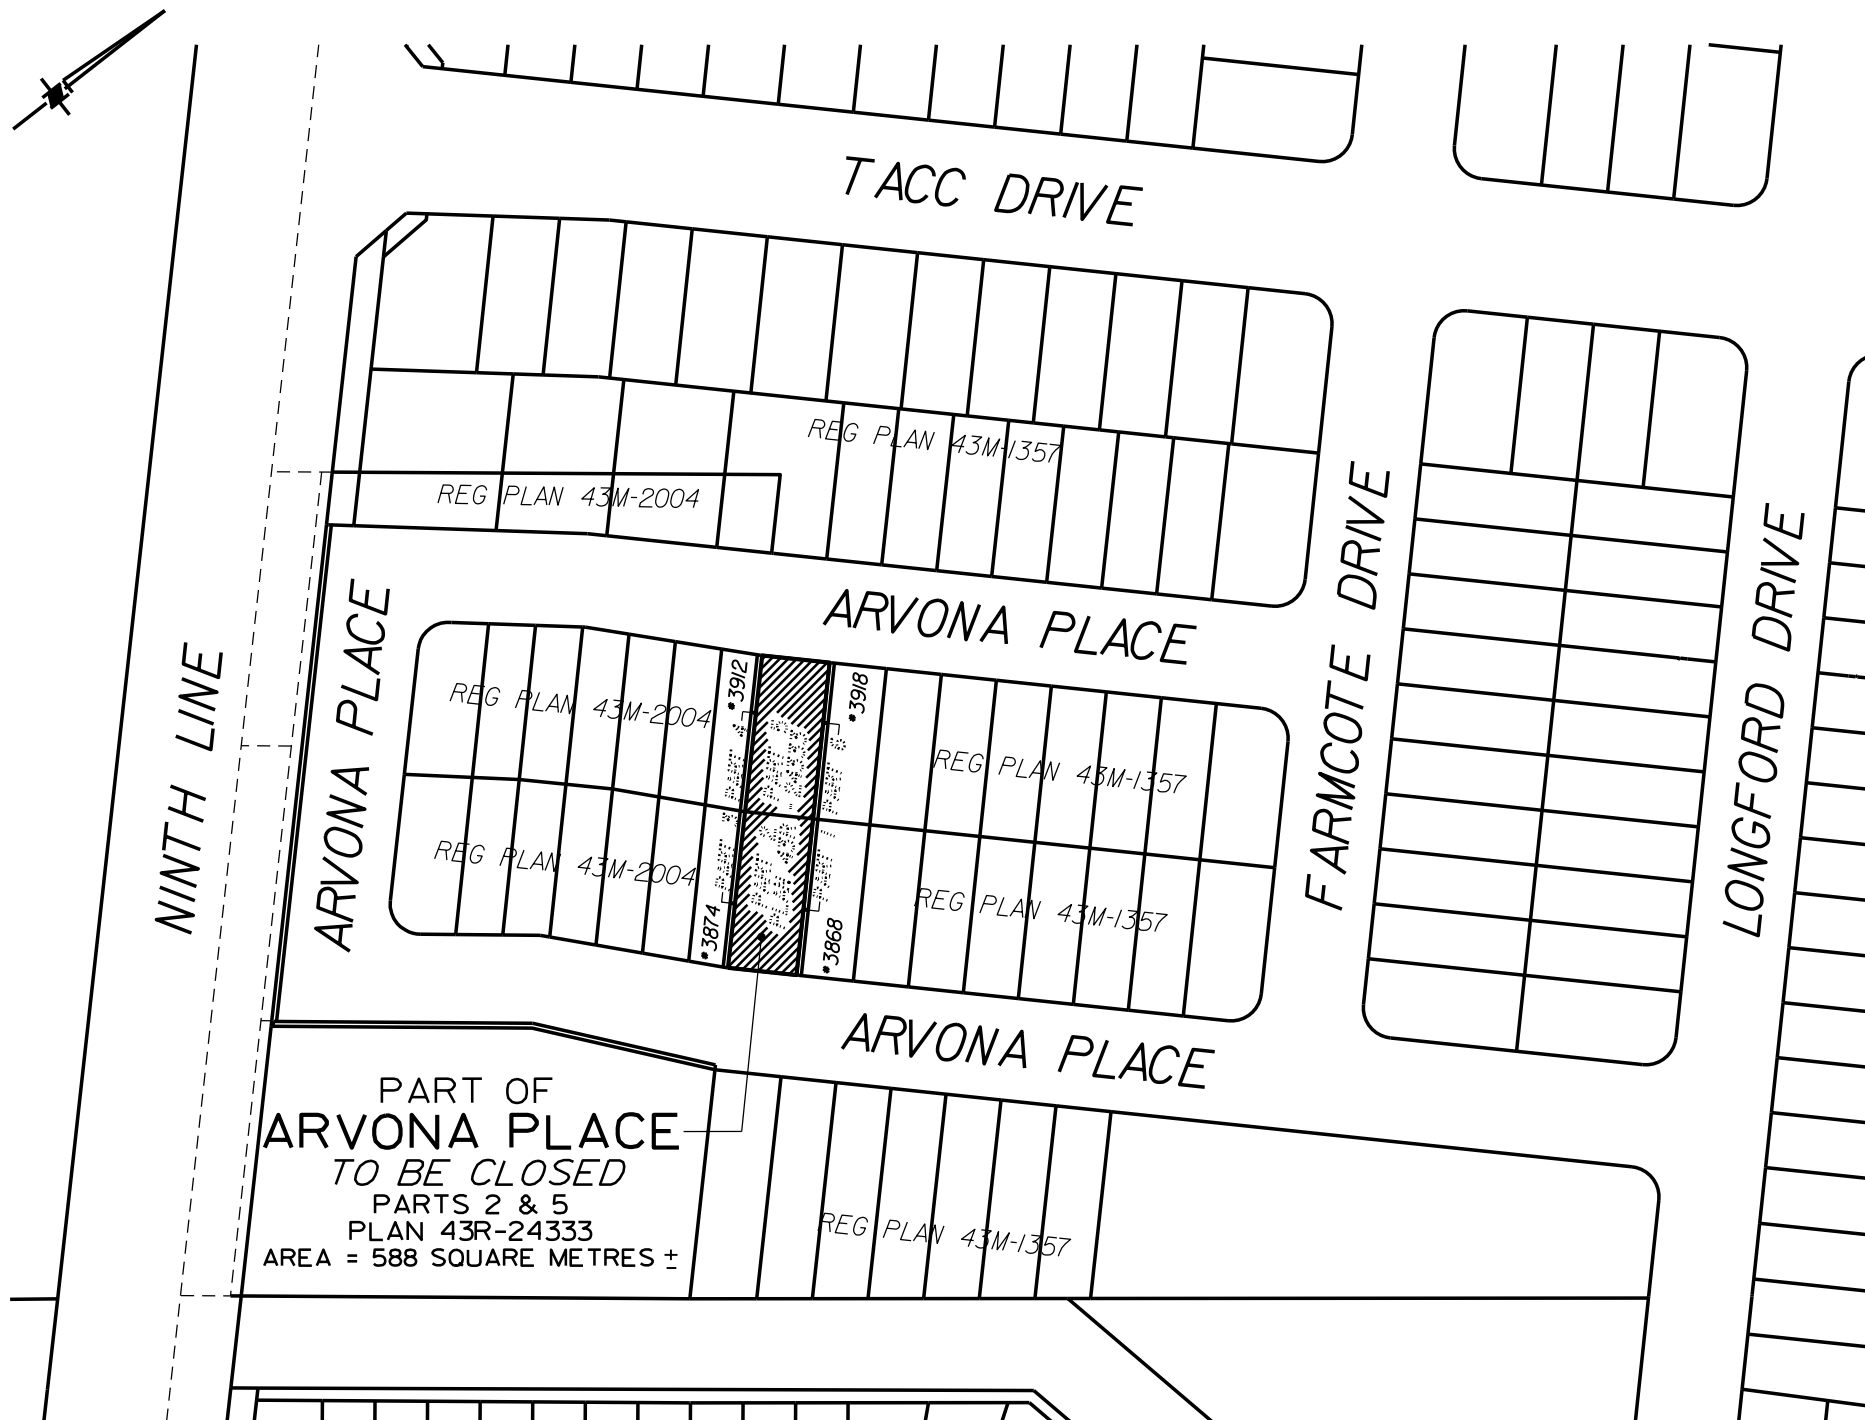 TACC DRIVE
REG PLAN 43M-1357
REG PLAN 43M-2004
ARVONA PLACE
FARMCOTE DRIVE
LONGFORD DRIVE
NINTH LINE
ARVONA PLACE
REG PLAN 43M-2004
#3912
#3918
REG PLAN 43M-1357
REG PLAN 43M-2004
#3874
#3868
REG PLAN 43M-1357
ARVONA PLACE
PART OF
ARVONA PLACE
TO BE CLOSED
PARTS 2 & 5
PLAN 43R-24333
AREA = 588 SQUARE METRES ±
REG PLAN 43M-1357